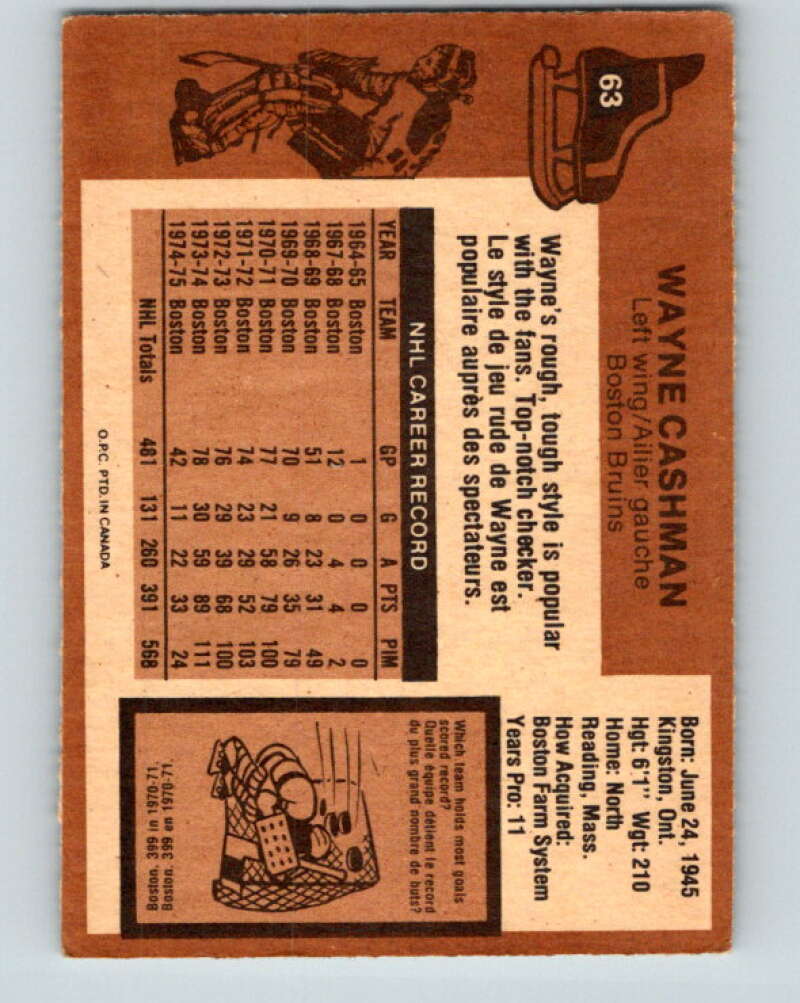 63
WAYNE CASHMAN
Left wing/Ailier gauche
Boston Bruins
Born: June 24, 1945
Kingston, Ont.
Hgt: 6'1" Wgt: 210
Home: North
Reading, Mass.
How Acquired:
Boston Farm System
Years Pro: 11
Wayne's rough, tough style is popular
with the fans. Top-notch checker.
Le style de jeu rude de Wayne est
populaire auprès des spectateurs.
NHL CAREER RECORD
YEAR TEAM GP G A PTS PIM
1964-65 Boston 1 0 0 0 0
1967-68 Boston 12 0 4 4 2
1968-69 Boston 51 8 23 31 49
1969-70 Boston 70 9 26 35 79
1970-71 Boston 77 21 58 79 100
1971-72 Boston 74 23 29 52 103
1972-73 Boston 76 29 39 68 100
1973-74 Boston 78 30 59 89 111
1974-75 Boston 42 11 22 33 24
NHL Totals 481 131 260 391 568
O.P.C. PTD. IN CANADA
Which team holds most goals
scored record?
Quelle équipe détient le record
du plus grand nombre de buts?
Boston, 399 in 1970-71.
Boston, 399 en 1970-71.